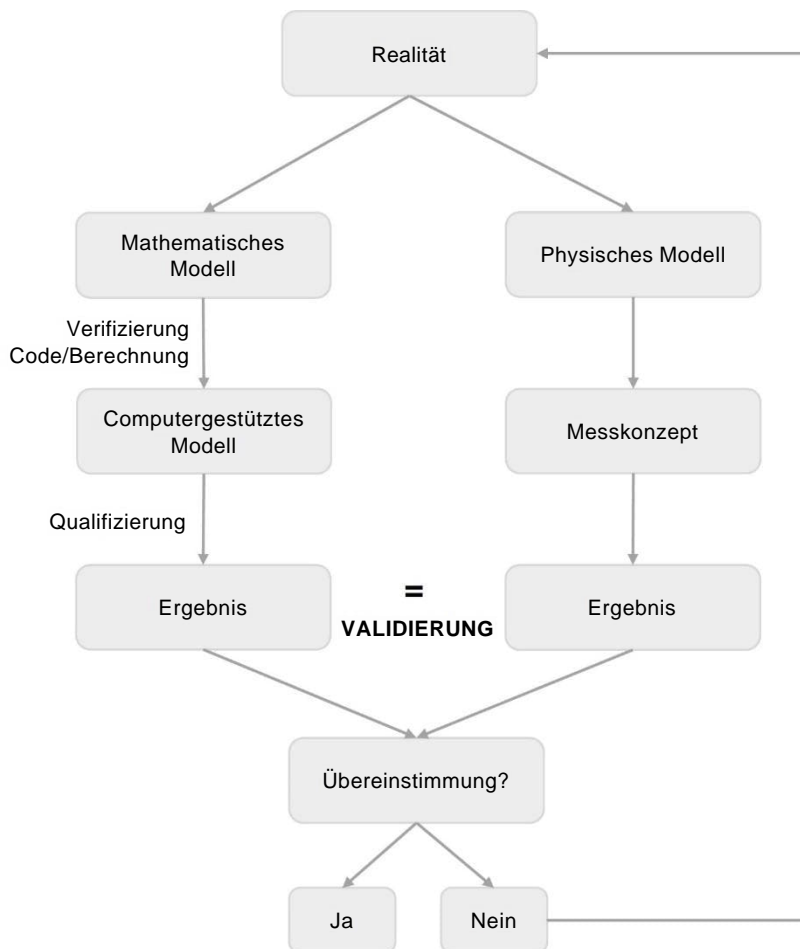 Realität
Mathematisches
Modell
Physisches Modell
Verifizierung
Code/Berechnung
Computergestütztes
Modell
Messkonzept
Qualifizierung
Ergebnis
=
VALIDIERUNG
Ergebnis
Übereinstimmung?
Ja
Nein